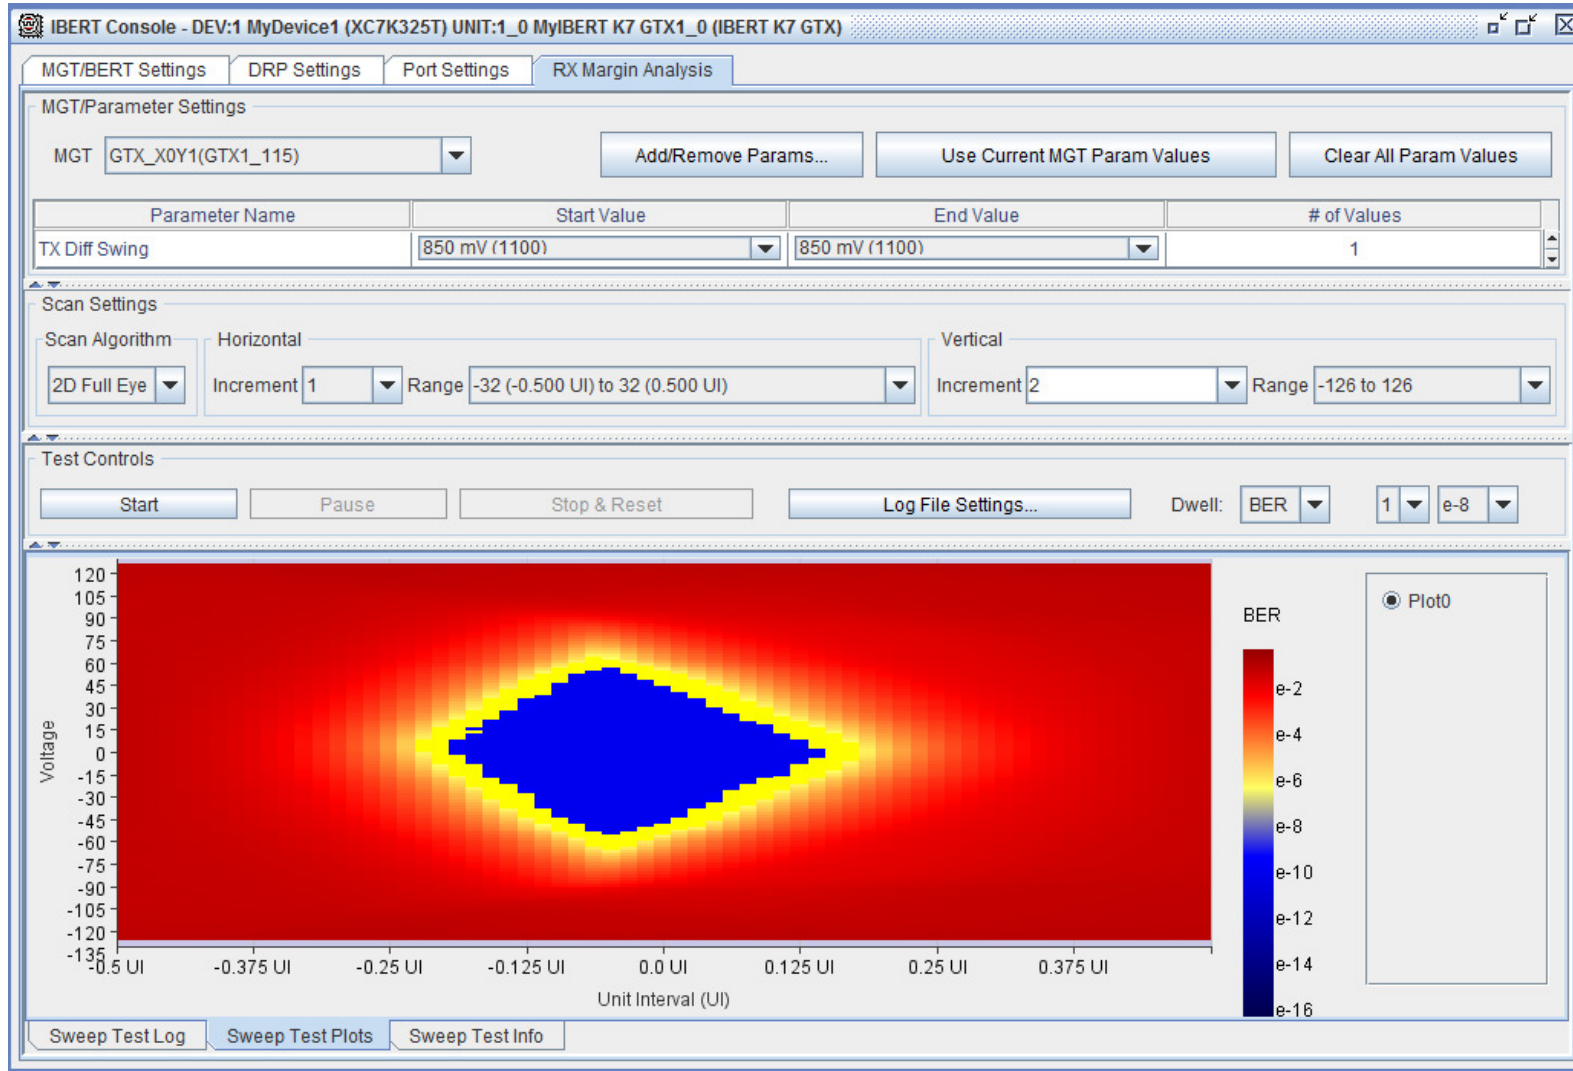 IBERT Console - DEV:1 MyDevice1 (XC7K325T) UNIT:1_0 MyIBERT K7 GTX1_0 (IBERT K7 GTX)
MGT/BERT Settings DRP Settings Port Settings RX Margin Analysis
MGT/Parameter Settings
MGT GTX_X0Y1(GTX1_115) Add/Remove Params... Use Current MGT Param Values Clear All Param Values
Parameter Name Start Value End Value # of Values
TX Diff Swing 850 mV (1100) 850 mV (1100) 1
Scan Settings
Scan Algorithm Horizontal Vertical
2D Full Eye Increment 1 Range -32 (-0.500 UI) to 32 (0.500 UI) Increment 2 Range -126 to 126
Test Controls
Start Pause Stop & Reset Log File Settings... Dwell: BER 1 e-8
120
105
90
75
60
45
30
15
0
-15
-30
-45
-60
-75
-90
-105
-120
-135
Voltage
-0.5 UI -0.375 UI -0.25 UI -0.125 UI 0.0 UI 0.125 UI 0.25 UI 0.375 UI
Unit Interval (UI)
BER
e-2
e-4
e-6
e-8
e-10
e-12
e-14
e-16
Plot0
Sweep Test Log Sweep Test Plots Sweep Test Info